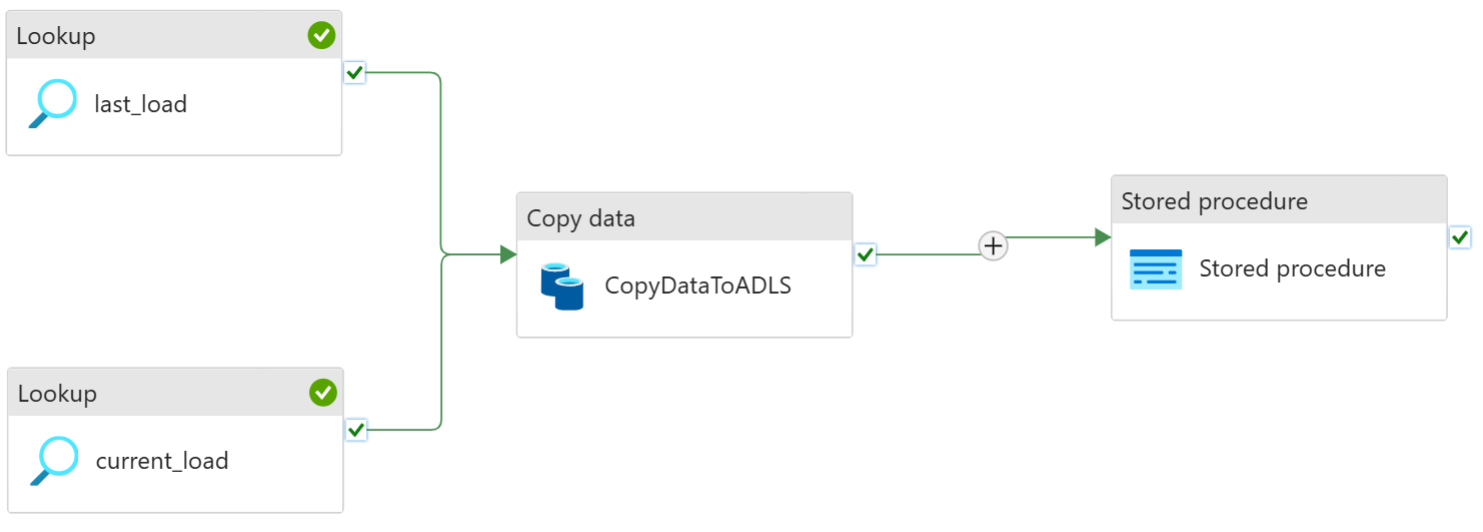 Lookup
last_load
Copy data
CopyDataToADLS
Stored procedure
Stored procedure
Lookup
current_load